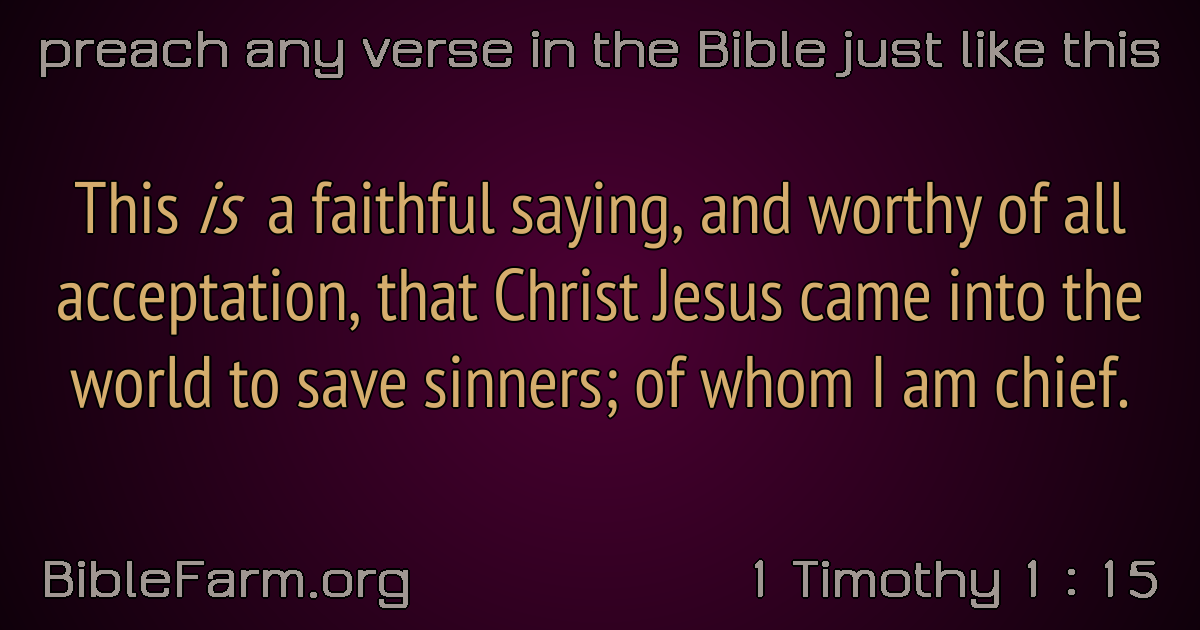 preach any verse in the Bible just like this
This is a faithful saying, and worthy of all
acceptation, that Christ Jesus came into the
world to save sinners; of whom I am chief.
BibleFarm.org
1 Timothy 1 : 15